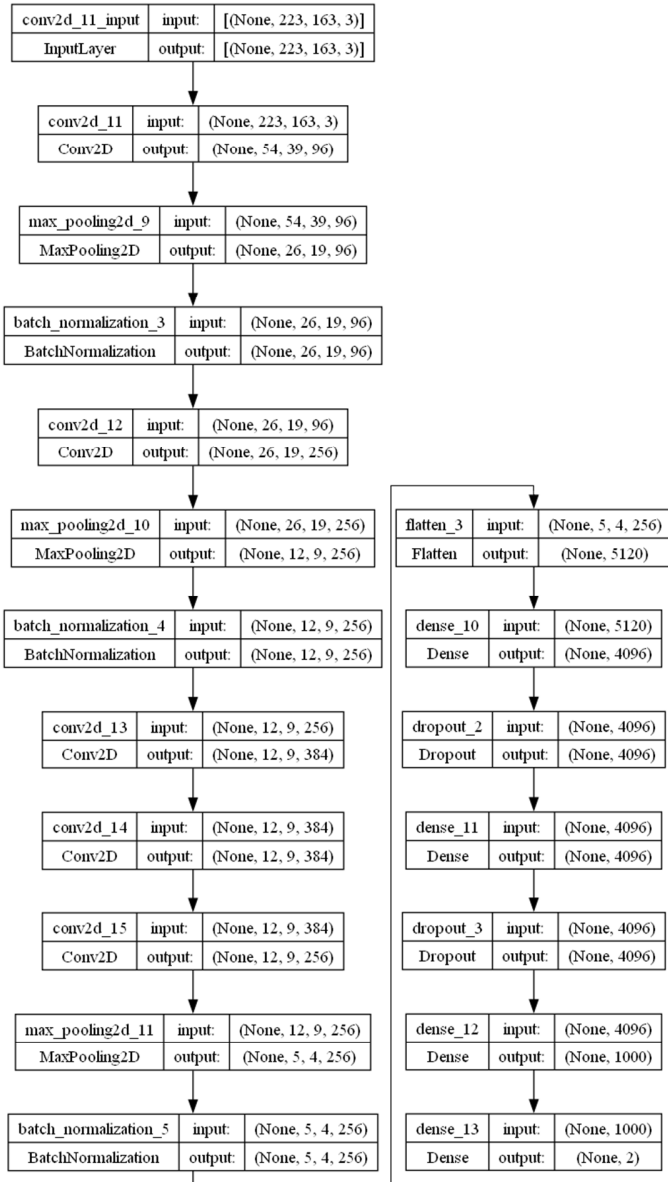 conv2d_11_input input: [(None, 223, 163, 3)]
InputLayer output: [(None, 223, 163, 3)]
conv2d_11 input: (None, 223, 163, 3)
Conv2D output: (None, 54, 39, 96)
max_pooling2d_9 input: (None, 54, 39, 96)
MaxPooling2D output: (None, 26, 19, 96)
batch_normalization_3 input: (None, 26, 19, 96)
BatchNormalization output: (None, 26, 19, 96)
conv2d_12 input: (None, 26, 19, 96)
Conv2D output: (None, 26, 19, 256)
max_pooling2d_10 input: (None, 26, 19, 256)
MaxPooling2D output: (None, 12, 9, 256)
batch_normalization_4 input: (None, 12, 9, 256)
BatchNormalization output: (None, 12, 9, 256)
conv2d_13 input: (None, 12, 9, 256)
Conv2D output: (None, 12, 9, 384)
conv2d_14 input: (None, 12, 9, 384)
Conv2D output: (None, 12, 9, 384)
conv2d_15 input: (None, 12, 9, 384)
Conv2D output: (None, 12, 9, 256)
max_pooling2d_11 input: (None, 12, 9, 256)
MaxPooling2D output: (None, 5, 4, 256)
batch_normalization_5 input: (None, 5, 4, 256)
BatchNormalization output: (None, 5, 4, 256)
flatten_3 input: (None, 5, 4, 256)
Flatten output: (None, 5120)
dense_10 input: (None, 5120)
Dense output: (None, 4096)
dropout_2 input: (None, 4096)
Dropout output: (None, 4096)
dense_11 input: (None, 4096)
Dense output: (None, 4096)
dropout_3 input: (None, 4096)
Dropout output: (None, 4096)
dense_12 input: (None, 4096)
Dense output: (None, 1000)
dense_13 input: (None, 1000)
Dense output: (None, 2)